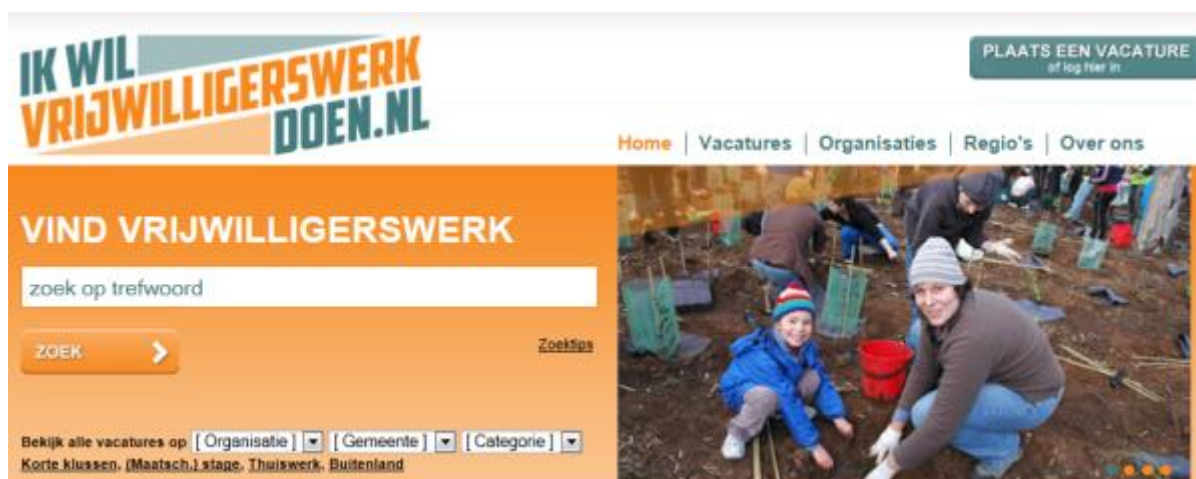 IK WIL
VRIJWILLIGERSWERK
DOEN.NL
PLAATS EEN VACATURE
of log hier in
Home | Vacatures | Organisaties | Regio's | Over ons
VIND VRIJWILLIGERSWERK
zoek op trefwoord
ZOEK
Zoektips
Bekijk alle vacatures op [ Organisatie ] [ Gemeente ] [ Categorie ]
Korte klussen, (Maatsch.) stage, Thuiswerk, Buitenland